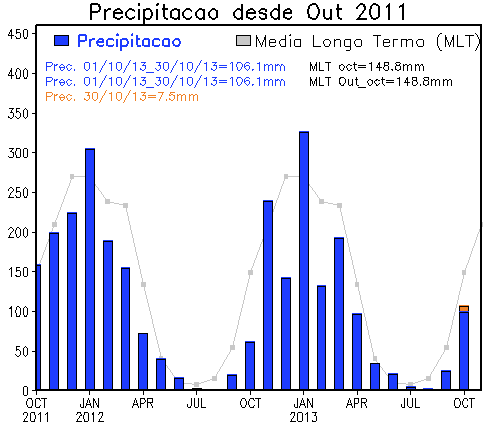 Precipitacao desde Out 2011
Precipitacao Media Longo Termo (MLT)
Prec. 01/10/13_30/10/13=106.1mm MLT oct=148.8mm
Prec. 01/10/13_30/10/13=106.1mm MLT Out_oct=148.8mm
Prec. 30/10/13=7.5mm
450
400
350
300
250
200
150
100
50
0
OCT JAN APR JUL OCT JAN APR JUL OCT
2011 2012 2013